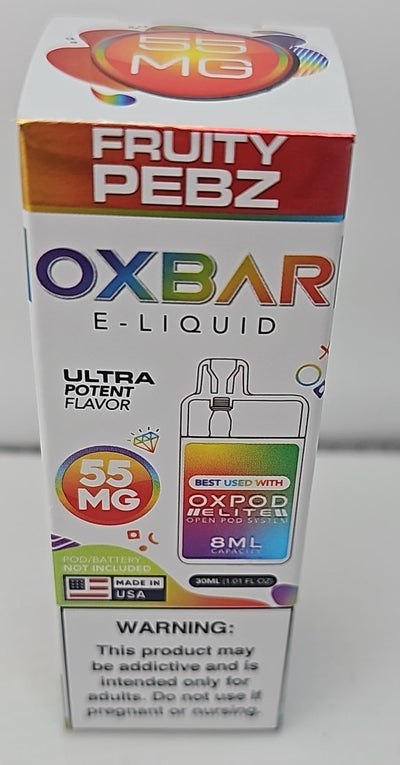 55
MG
FRUITY
PEBZ
OXBAR
E-LIQUID
ULTRA
POTENT
FLAVOR
55
MG
BEST USED WITH
OXPOD
ELITE
OPEN POD SYSTEM
8ML
CAPACITY
POD/BATTERY
NOT INCLUDED
MADE IN
USA
30ML (1.01 FL OZ)
WARNING:
This product may
be addictive and is
intended only for
adults. Do not use if
pregnant or nursing.